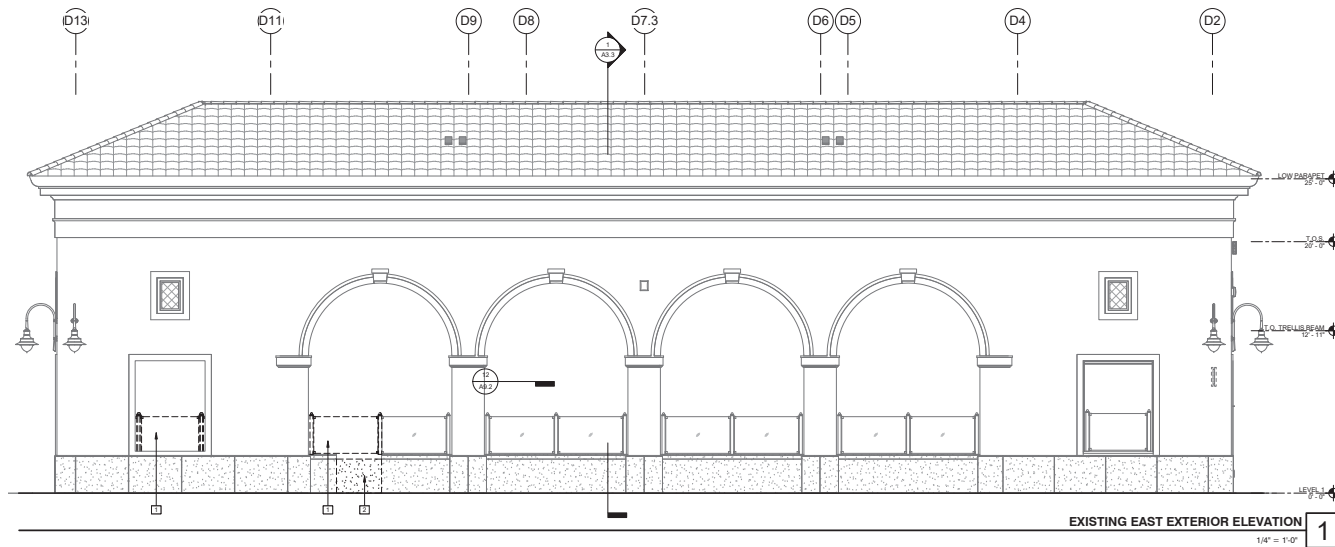 D13
D11
D9
D8
D7.3
D6
D5
D4
D2
1
A3.3
LOW PARAPET
25' - 0"
T.O.S.
20' - 0"
T.O. TRELLIS BEAM
12' - 11"
12
A9.2
1
1
2
LEVEL 1
0' - 0"
EXISTING EAST EXTERIOR ELEVATION
1
1/4" = 1'-0"